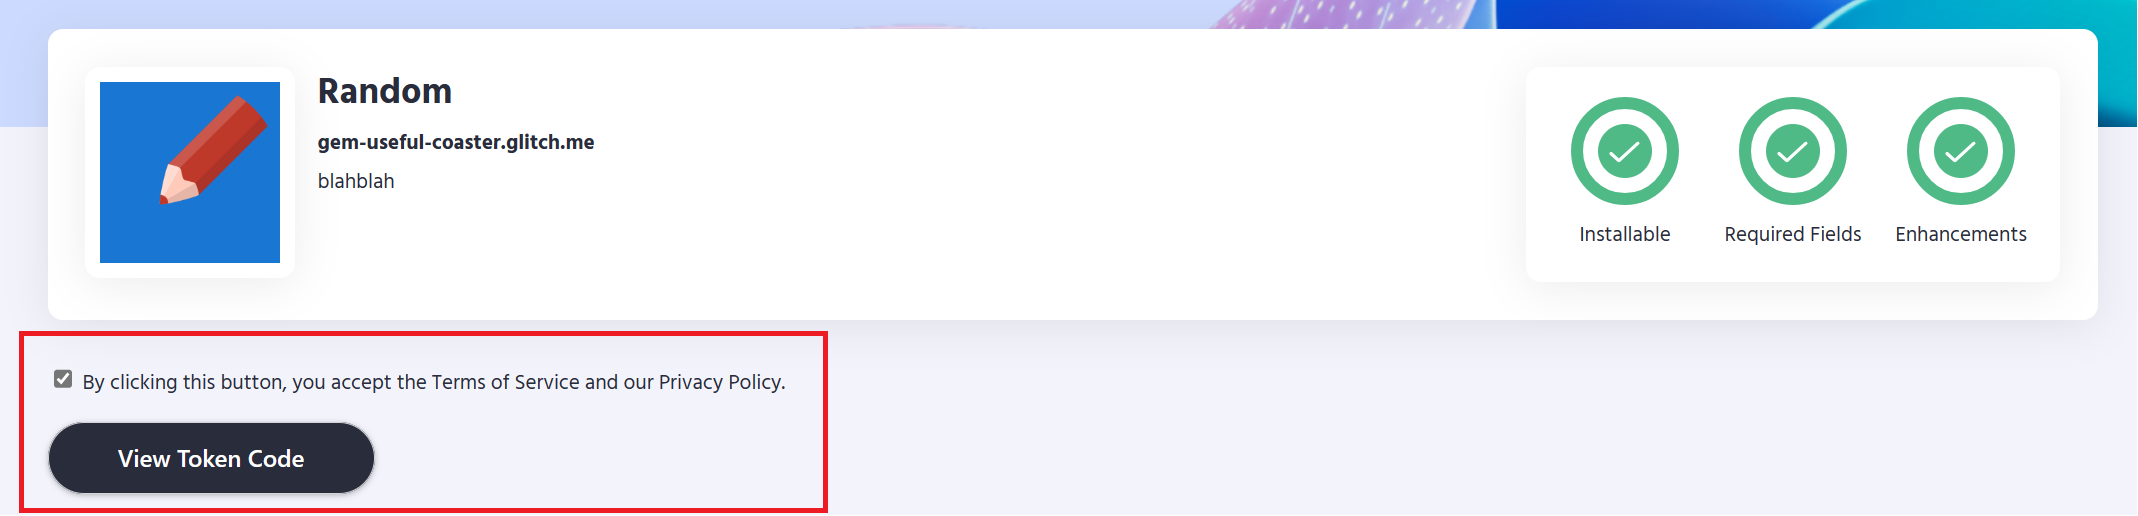 Random
gem-useful-coaster.glitch.me
blahblah
Installable
Required Fields
Enhancements
By clicking this button, you accept the Terms of Service and our Privacy Policy.
View Token Code